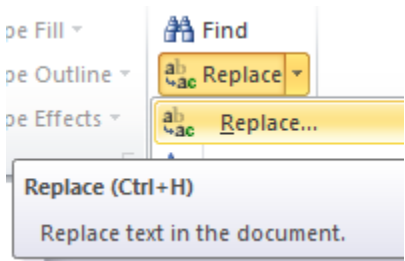 pe Fill
Find
pe Outline
Replace
pe Effects
Replace...
Replace (Ctrl+H)
Replace text in the document.